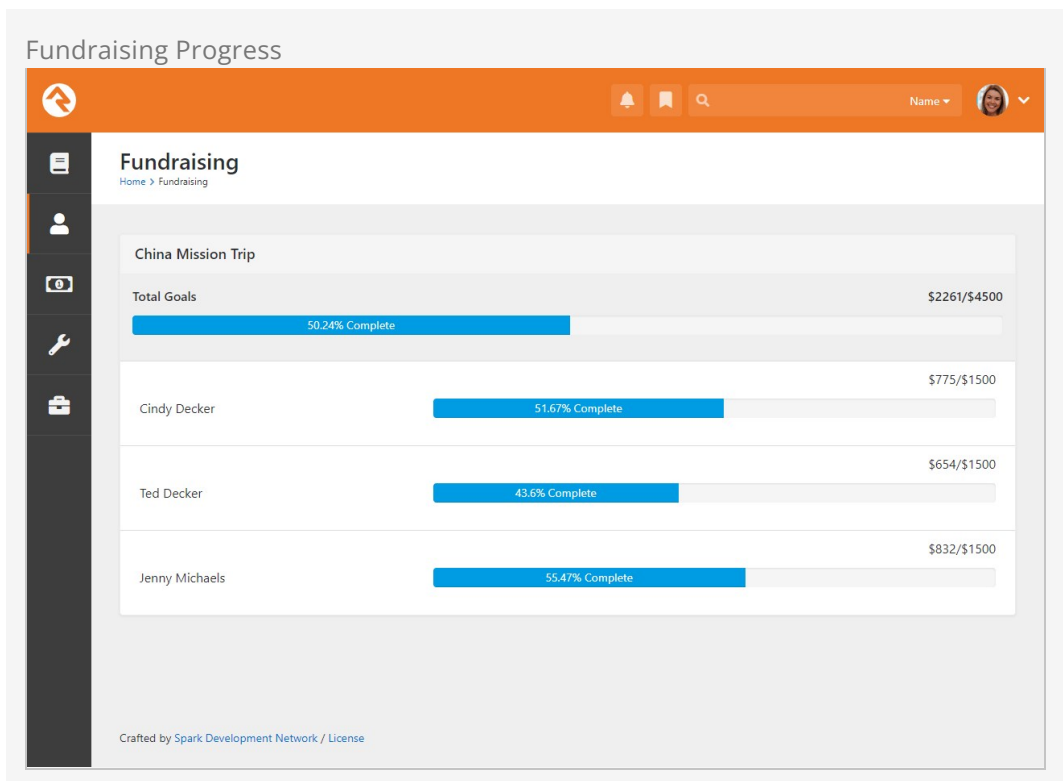 Fundraising Progress
Name
Fundraising
Home > Fundraising
China Mission Trip
Total Goals $2261/$4500
50.24% Complete
$775/$1500
Cindy Decker 51.67% Complete
$654/$1500
Ted Decker 43.6% Complete
$832/$1500
Jenny Michaels 55.47% Complete
Crafted by Spark Development Network / License